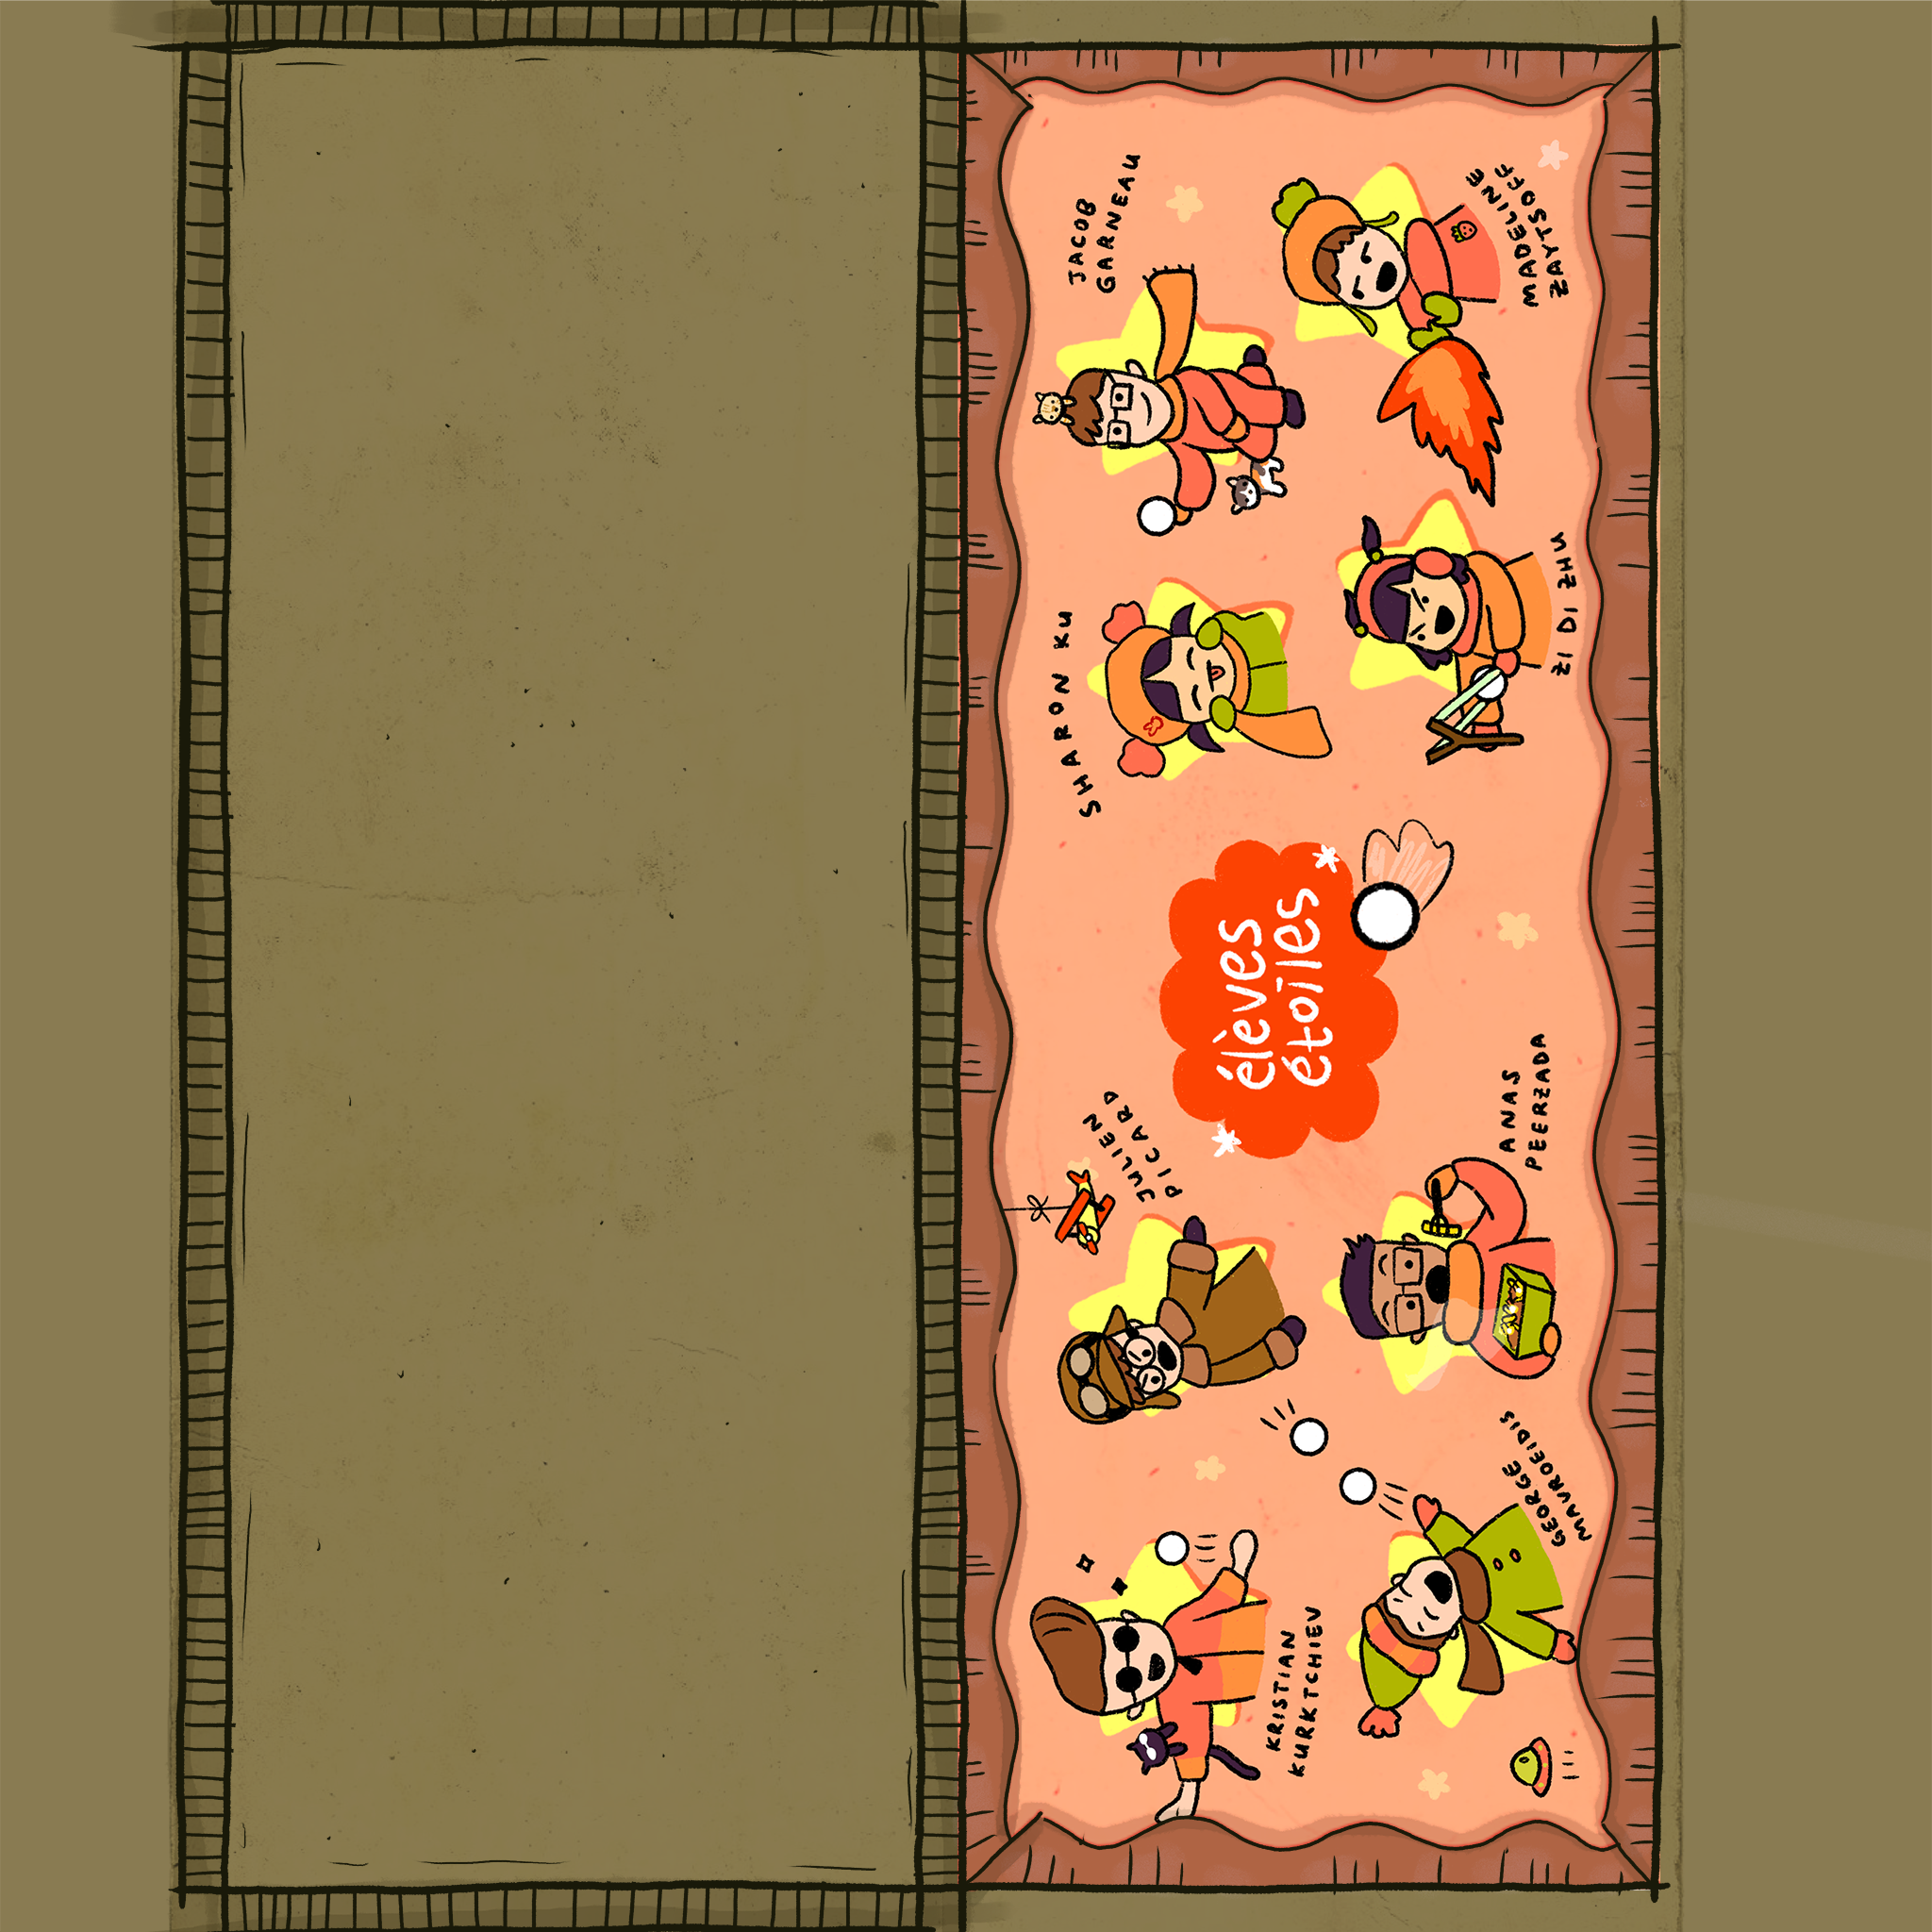 KRISTIAN
KURKTCHIEV
GEORGE
MAVROEIDIS
JULIEN
PICARD
ANAS
PEERZADA
élèves
étoiles
SHARON KU
ZI DI ZHU
JACOB
GARNEAU
MADELINE
ZAYTSOFF